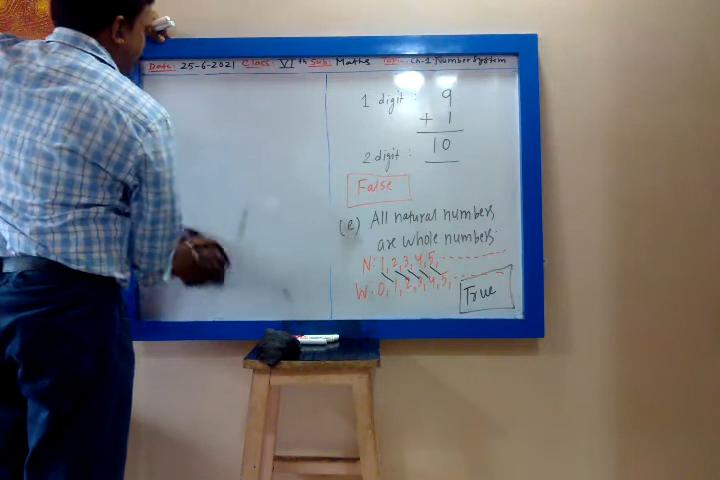 Date: 25-6-2021 Class: VIth Sub: Maths Topic: Ch-1 Number System
1 digit : 9
+ 1
2 digit : 10
False
(e) All natural numbers
are whole numbers.
N: 1, 2, 3, 4, 5, --------
W: 0, 1, 2, 3, 4, 5, --------
True